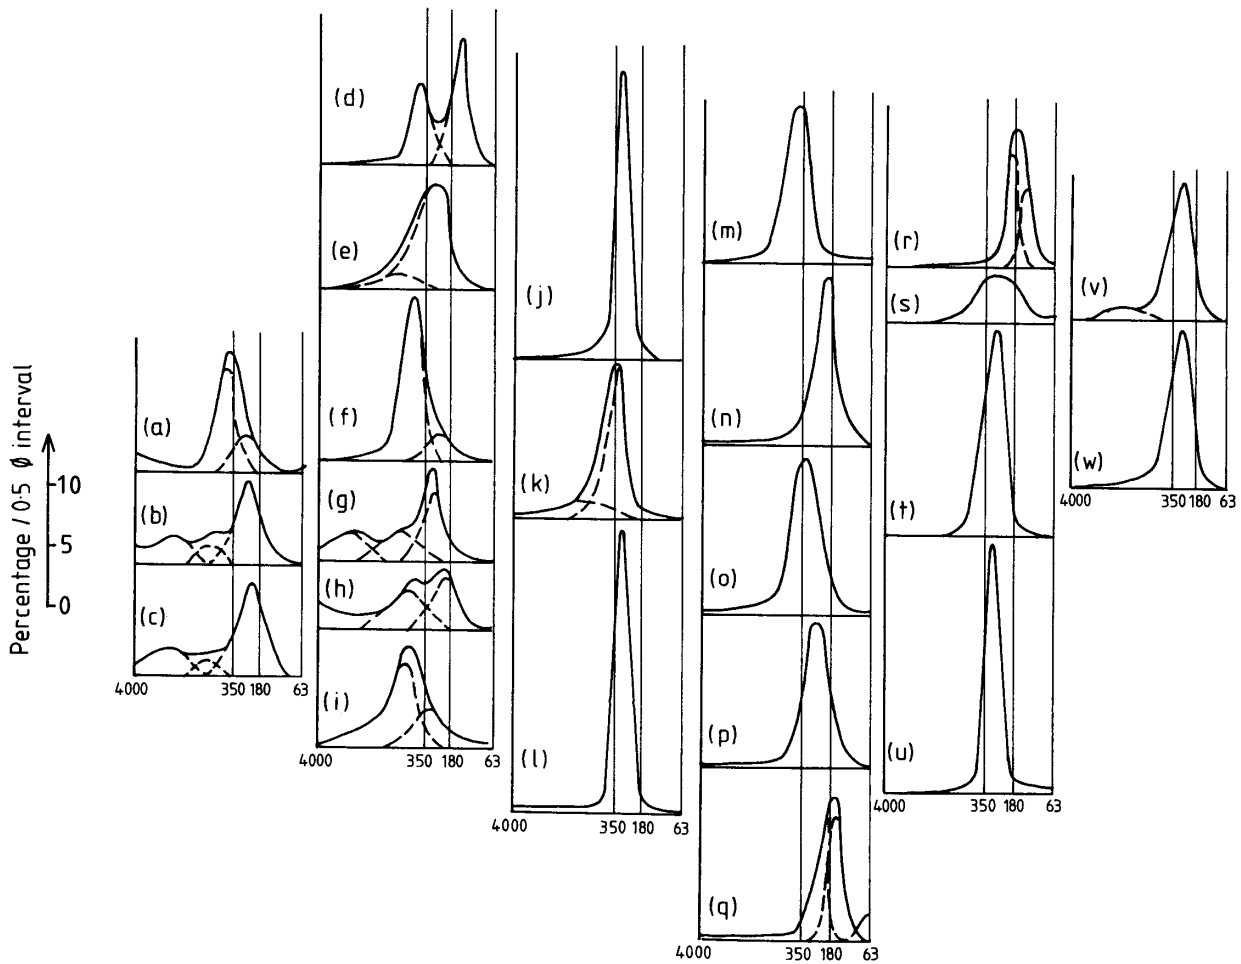 Percentage / 0·5 ø interval
10
5
0
(a)
(b)
(c)
4000 350 180 63
(d)
(e)
(f)
(g)
(h)
(i)
4000 350 180 63
(j)
(k)
(l)
4000 350 180 63
(m)
(n)
(o)
(p)
(q)
4000 350 180 63
(r)
(s)
(t)
(u)
4000 350 180 63
(v)
(w)
4000 350 180 63